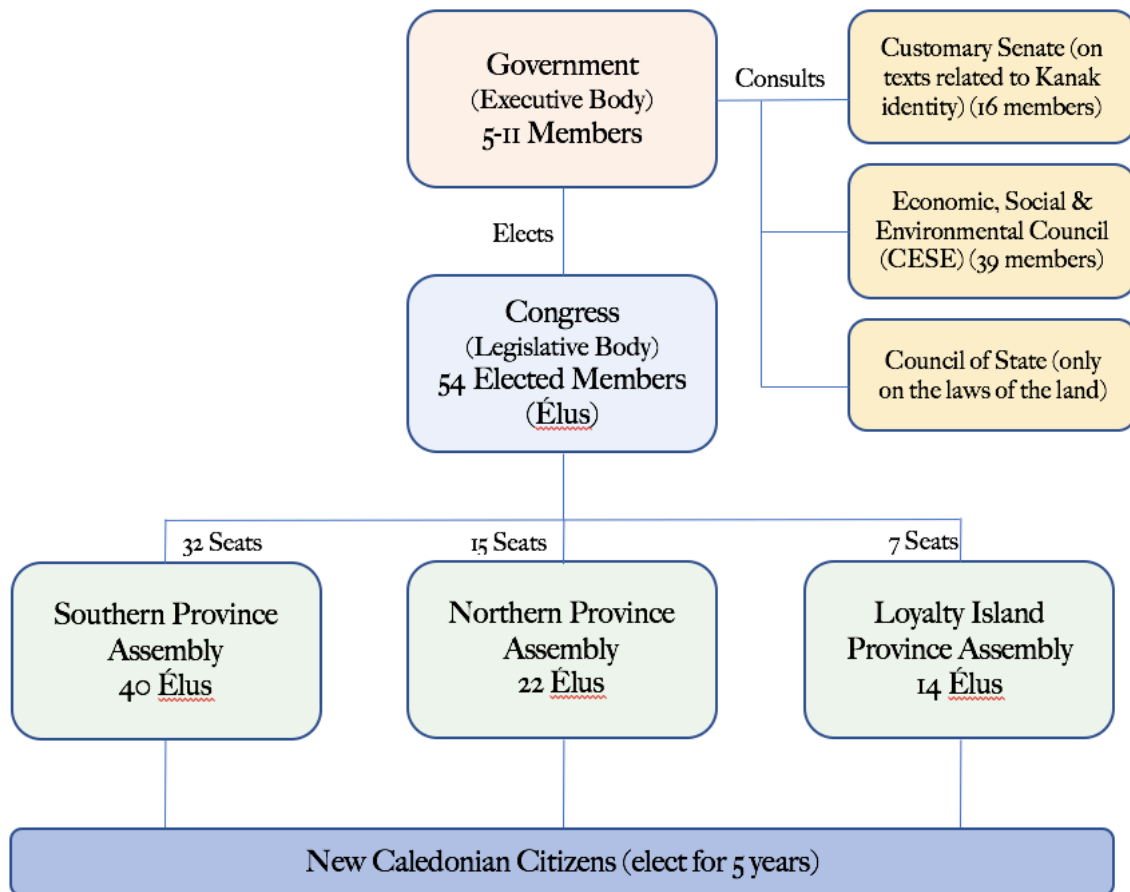 Government
(Executive Body)
5-11 Members
Consults
Customary Senate (on
texts related to Kanak
identity) (16 members)
Economic, Social &
Environmental Council
(CESE) (39 members)
Council of State (only
on the laws of the land)
Elects
Congress
(Legislative Body)
54 Elected Members
(Élus)
32 Seats
15 Seats
7 Seats
Southern Province
Assembly
40 Élus
Northern Province
Assembly
22 Élus
Loyalty Island
Province Assembly
14 Élus
New Caledonian Citizens (elect for 5 years)